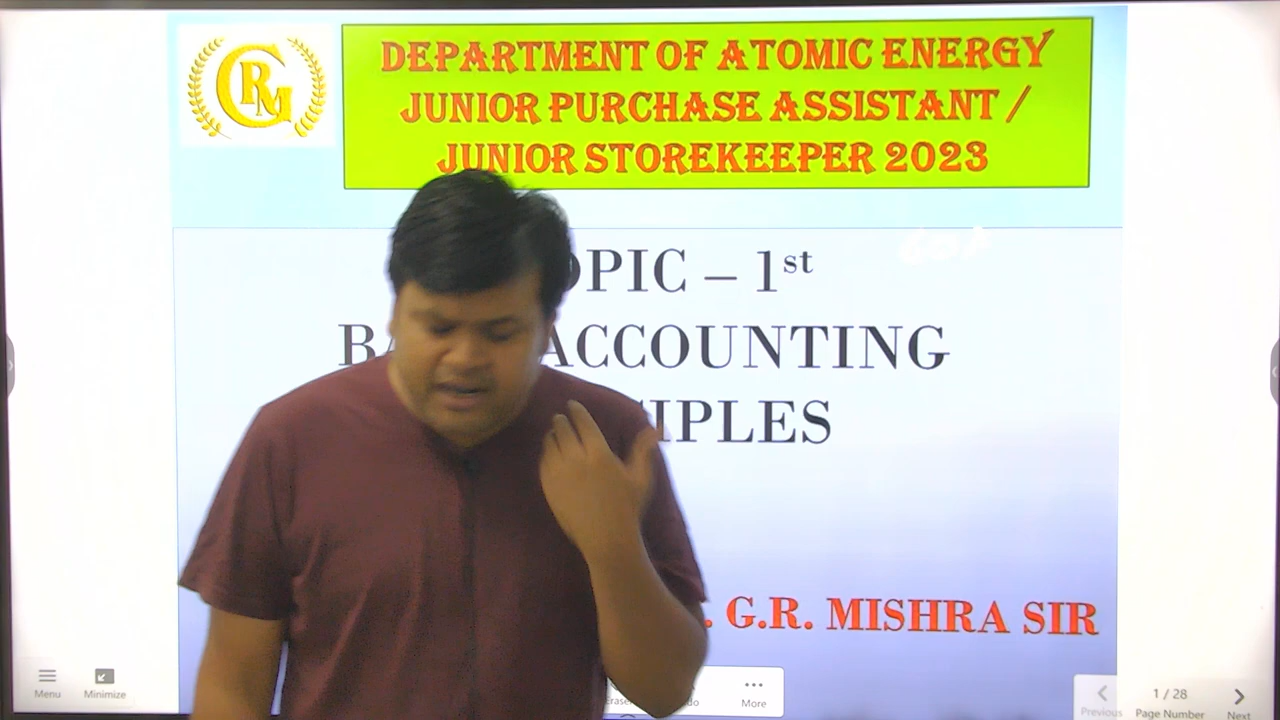 GRM
DEPARTMENT OF ATOMIC ENERGY
JUNIOR PURCHASE ASSISTANT /
JUNIOR STOREKEEPER 2023
OPIC – 1st
ACCOUNTING
IPLES
. G.R. MISHRA SIR
Menu
Minimize
More
1 / 28
Previous
Page Number
Next